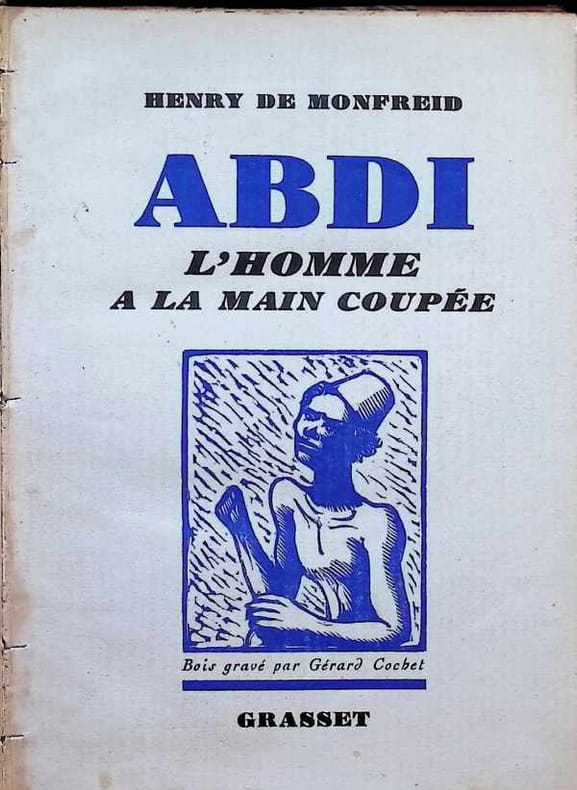 HENRY DE MONFREID
ABDI
L'HOMME
A LA MAIN COUPÉE
Bois gravé par Gérard Cochet
GRASSET